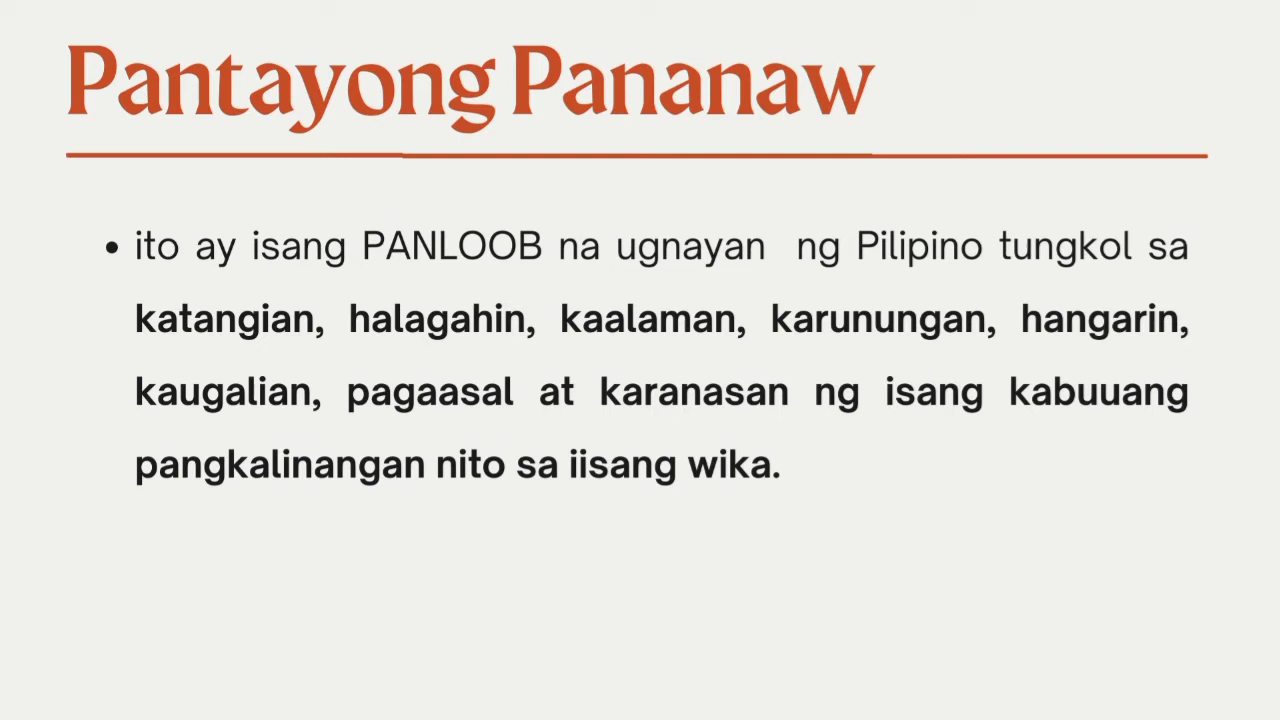 Pantayong Pananaw
• ito ay isang PANLOOB na ugnayan ng Pilipino tungkol sa
katangian, halagahin, kaalaman, karunungan, hangarin,
kaugalian, pagaasal at karanasan ng isang kabuuang
pangkalinangan nito sa iisang wika.